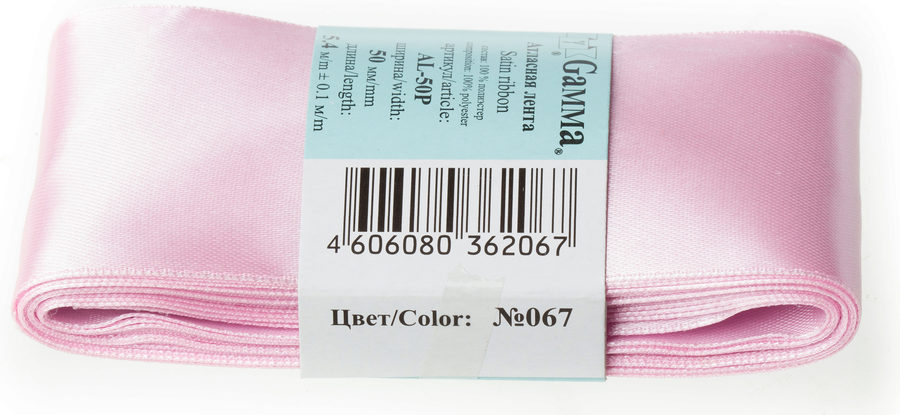 Gamma®
®
Атласная лента
Satin ribbon
состав: 100 % полиэстер
composition: 100% polyester
артикул/article:
AL-50P
ширина/width:
50 мм/mm
длина/length:
5.4 м/m ± 0.1 м/m
4 606080 362067
Цвет/Color: №067